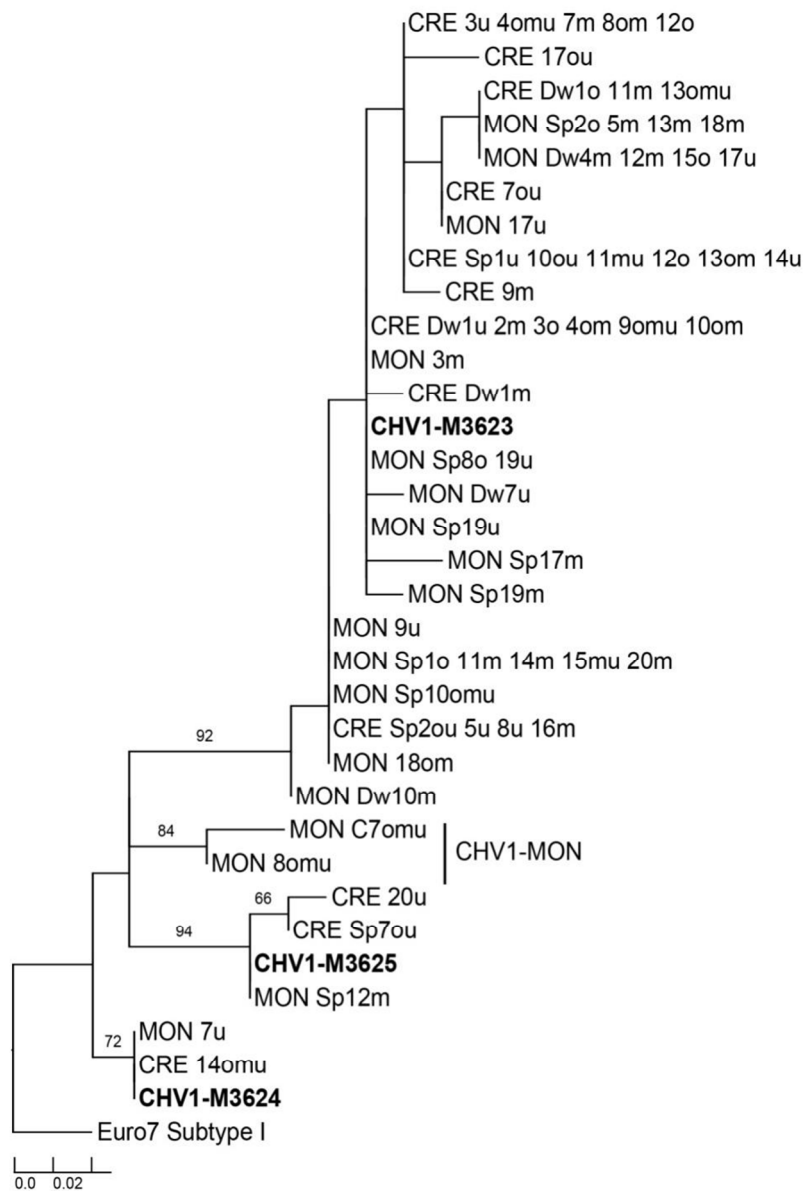 CRE 3u 4omu 7m 8om 12o
CRE 17ou
CRE Dw1o 11m 13omu
MON Sp2o 5m 13m 18m
MON Dw4m 12m 15o 17u
CRE 7ou
MON 17u
CRE Sp1u 10ou 11mu 12o 13om 14u
CRE 9m
CRE Dw1u 2m 3o 4om 9omu 10om
MON 3m
CRE Dw1m
CHV1-M3623
MON Sp8o 19u
MON Dw7u
MON Sp19u
MON Sp17m
MON Sp19m
MON 9u
MON Sp1o 11m 14m 15mu 20m
MON Sp10omu
CRE Sp2ou 5u 8u 16m
92
MON 18om
MON Dw10m
84
MON C7omu
CHV1-MON
MON 8omu
66
CRE 20u
94
CRE Sp7ou
CHV1-M3625
MON Sp12m
MON 7u
72
CRE 14omu
CHV1-M3624
Euro7 Subtype I
0.0 0.02